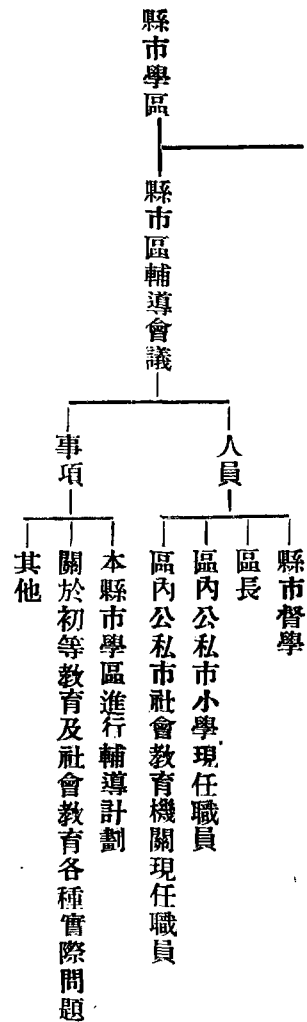 縣市學區
縣市區輔導會議
人員
縣市督學
區長
區內公私市小學現任職員
區內公私市社會教育機關現任職員
事項
本縣市學區進行輔導計劃
關於初等教育及社會教育各種實際問題
其他